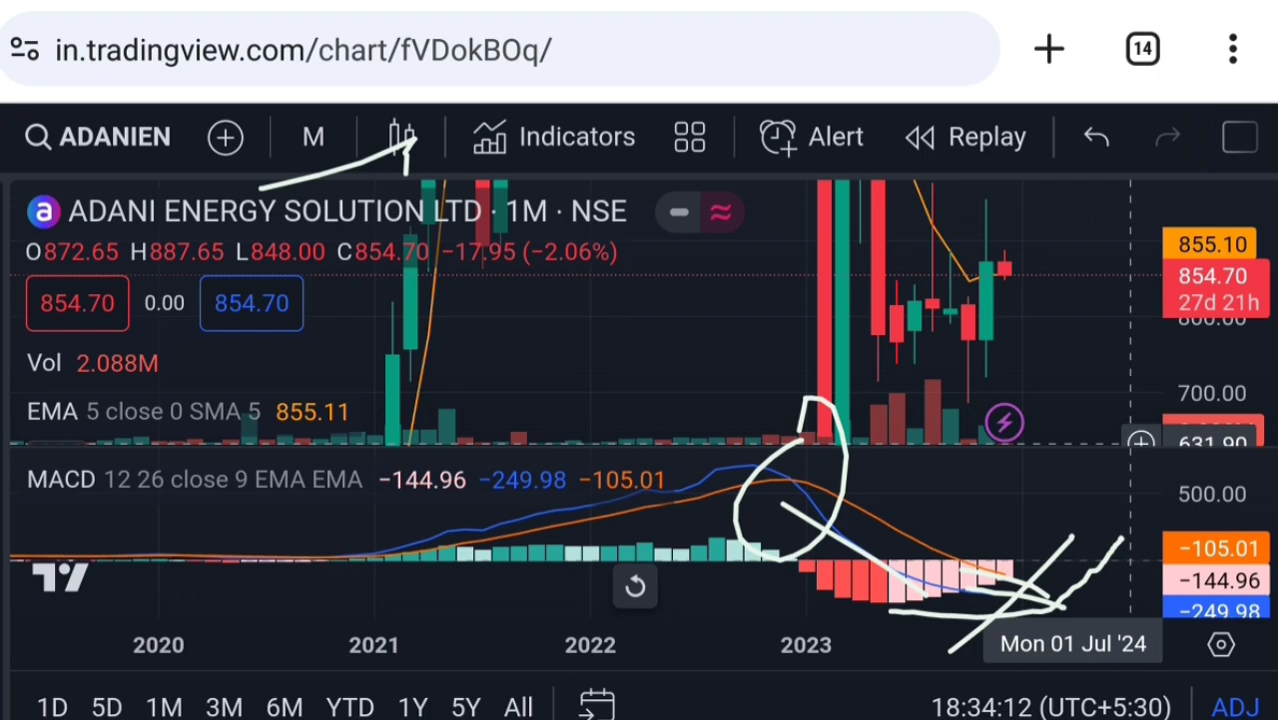 in.tradingview.com/chart/fVDokBOq/ 14
ADANIEN M Indicators Alert Replay
a ADANI ENERGY SOLUTION LTD · 1M · NSE
O872.65 H887.65 L848.00 C854.70 −17.95 (−2.06%)
855.10
854.70 0.00 854.70
854.70
27d 21h
800.00
Vol 2.088M
700.00
EMA 5 close 0 SMA 5 855.11
631.90
MACD 12 26 close 9 EMA EMA −144.96 −249.98 −105.01
500.00
−105.01
−144.96
−249.98
2020 2021 2022 2023 Mon 01 Jul '24
1D 5D 1M 3M 6M YTD 1Y 5Y All 18:34:12 (UTC+5:30) ADJ